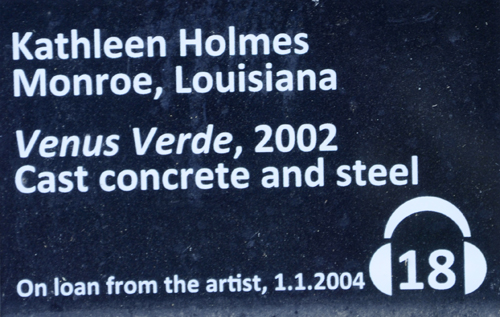 Kathleen Holmes
Monroe, Louisiana
Venus Verde, 2002
Cast concrete and steel
On loan from the artist, 1.1.2004
18